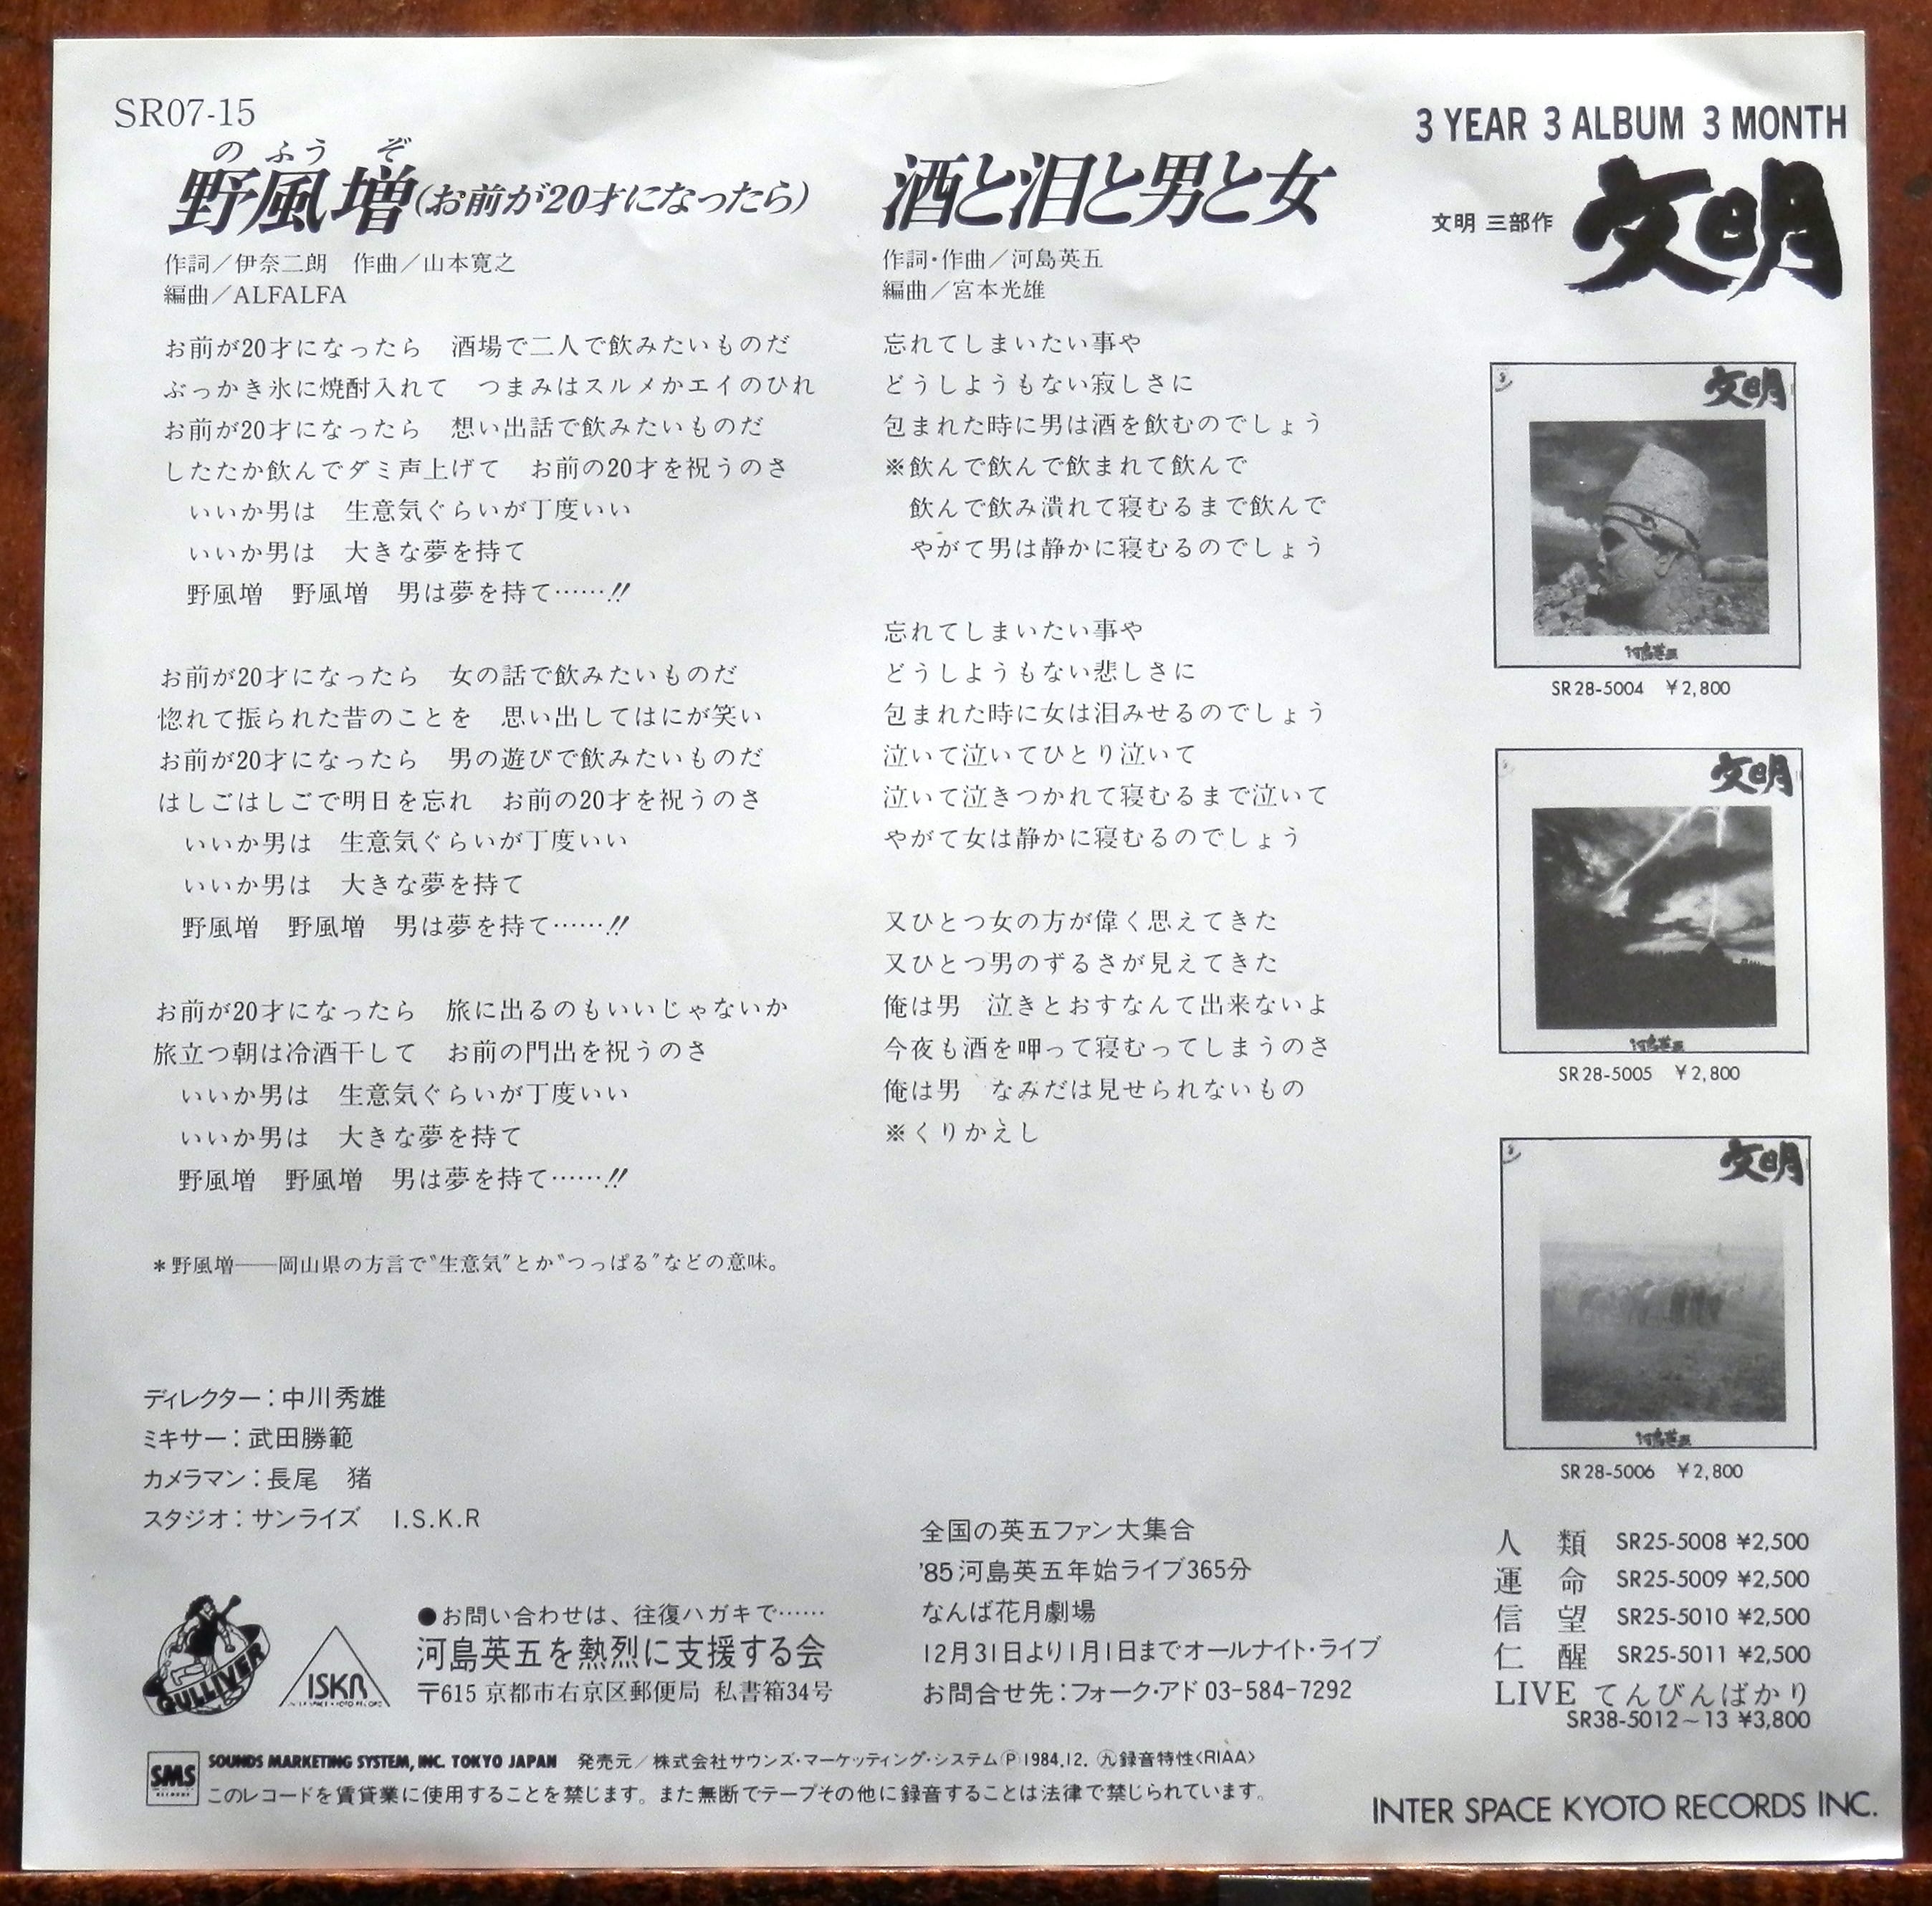 SR07-15
のふうぞ
野風増(お前が20才になったら)
作詞／伊奈二朗　作曲／山本寛之
編曲／ALFALFA
お前が20才になったら　酒場で二人で飲みたいものだ
ぶっかき氷に焼酎入れて　つまみはスルメかエイのひれ
お前が20才になったら　想い出話で飲みたいものだ
したたか飲んでダミ声上げて　お前の20才を祝うのさ
いいか男は　生意気ぐらいが丁度いい
いいか男は　大きな夢を持て
野風増　野風増　男は夢を持て……!!
お前が20才になったら　女の話で飲みたいものだ
惚れて振られた昔のことを　思い出してはにが笑い
お前が20才になったら　男の遊びで飲みたいものだ
はしごはしごで明日を忘れ　お前の20才を祝うのさ
いいか男は　生意気ぐらいが丁度いい
いいか男は　大きな夢を持て
野風増　野風増　男は夢を持て……!!
お前が20才になったら　旅に出るのもいいじゃないか
旅立つ朝は冷酒干して　お前の門出を祝うのさ
いいか男は　生意気ぐらいが丁度いい
いいか男は　大きな夢を持て
野風増　野風増　男は夢を持て……!!
＊野風増──岡山県の方言で"生意気"とか"つっぱる"などの意味。
ディレクター：中川秀雄
ミキサー：武田勝範
カメラマン：長尾　猪
スタジオ：サンライズ　I.S.K.R
酒と泪と男と女
作詞・作曲／河島英五
編曲／宮本光雄
忘れてしまいたい事や
どうしようもない寂しさに
包まれた時に男は酒を飲むのでしょう
※飲んで飲んで飲まれて飲んで
飲んで飲み潰れて寝むるまで飲んで
やがて男は静かに寝むるのでしょう
忘れてしまいたい事や
どうしようもない悲しさに
包まれた時に女は泪みせるのでしょう
泣いて泣いてひとり泣いて
泣いて泣きつかれて寝むるまで泣いて
やがて女は静かに寝むるのでしょう
又ひとつ女の方が偉く思えてきた
又ひとつ男のずるさが見えてきた
俺は男　泣きとおすなんて出来ないよ
今夜も酒を呷って寝むってしまうのさ
俺は男　なみだは見せられないもの
※くりかえし
3 YEAR 3 ALBUM 3 MONTH
文明 三部作
文明
文明
河島英五
SR28-5004　¥2,800
文明
河島英五
SR28-5005　¥2,800
文明
河島英五
SR28-5006　¥2,800
人類 SR25-5008 ¥2,500
運命 SR25-5009 ¥2,500
信望 SR25-5010 ¥2,500
仁醒 SR25-5011 ¥2,500
LIVE てんびんばかり
SR38-5012～13 ¥3,800
全国の英五ファン大集合
'85河島英五年始ライブ365分
なんば花月劇場
12月31日より1月1日までオールナイト・ライブ
お問合せ先：フォーク・アド 03-584-7292
GULLIVER
ISKR
●お問い合わせは、往復ハガキで……
河島英五を熱烈に支援する会
〒615 京都市右京区郵便局 私書箱34号
SMS
SOUNDS MARKETING SYSTEM, INC. TOKYO JAPAN　発売元／株式会社サウンズ・マーケッティング・システムⓅ1984.12. ㊈録音特性〈RIAA〉
このレコードを賃貸業に使用することを禁じます。また無断でテープその他に録音することは法律で禁じられています。
INTER SPACE KYOTO RECORDS INC.